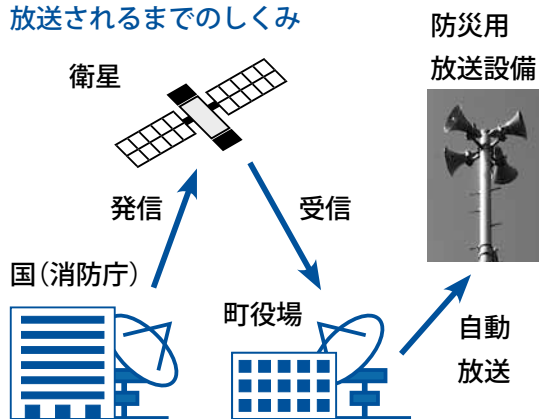 放送されるまでのしくみ
防災用
放送設備
衛星
発信
受信
国(消防庁)
町役場
自動
放送